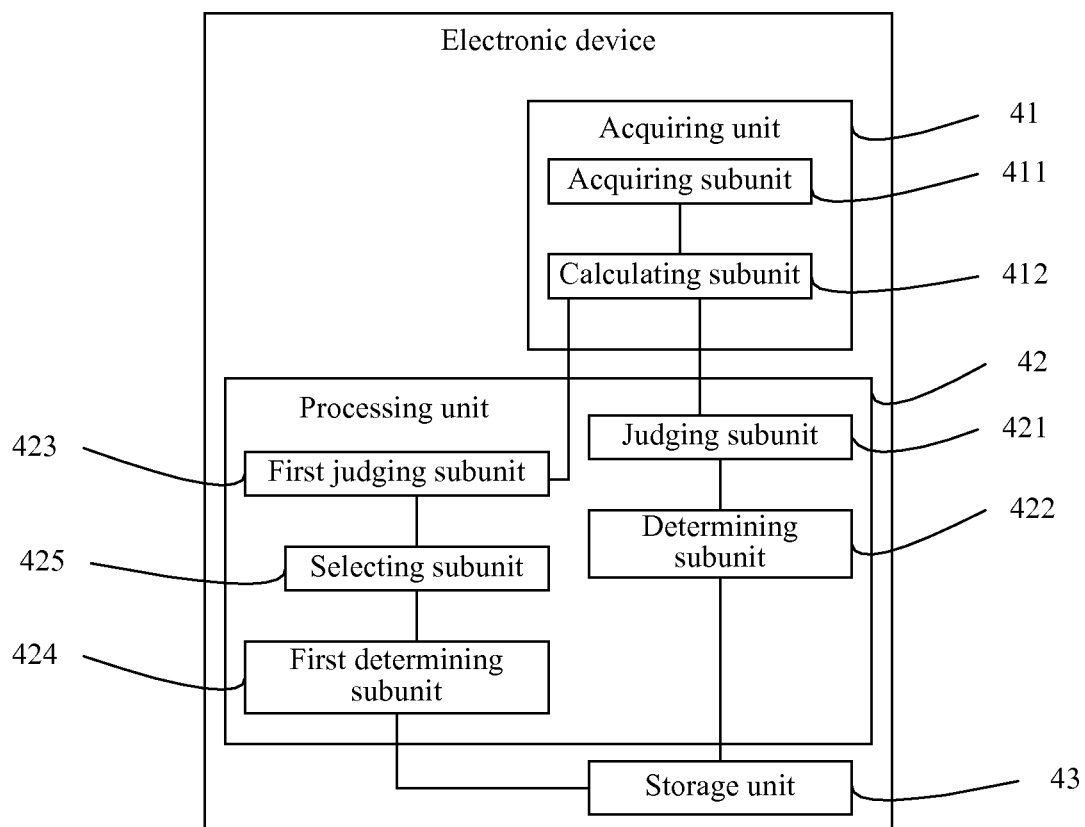 Electronic device
Acquiring unit
41
Acquiring subunit
411
Calculating subunit
412
Processing unit
42
Judging subunit
421
423
First judging subunit
Determining
subunit
422
425
Selecting subunit
424
First determining
subunit
Storage unit
43